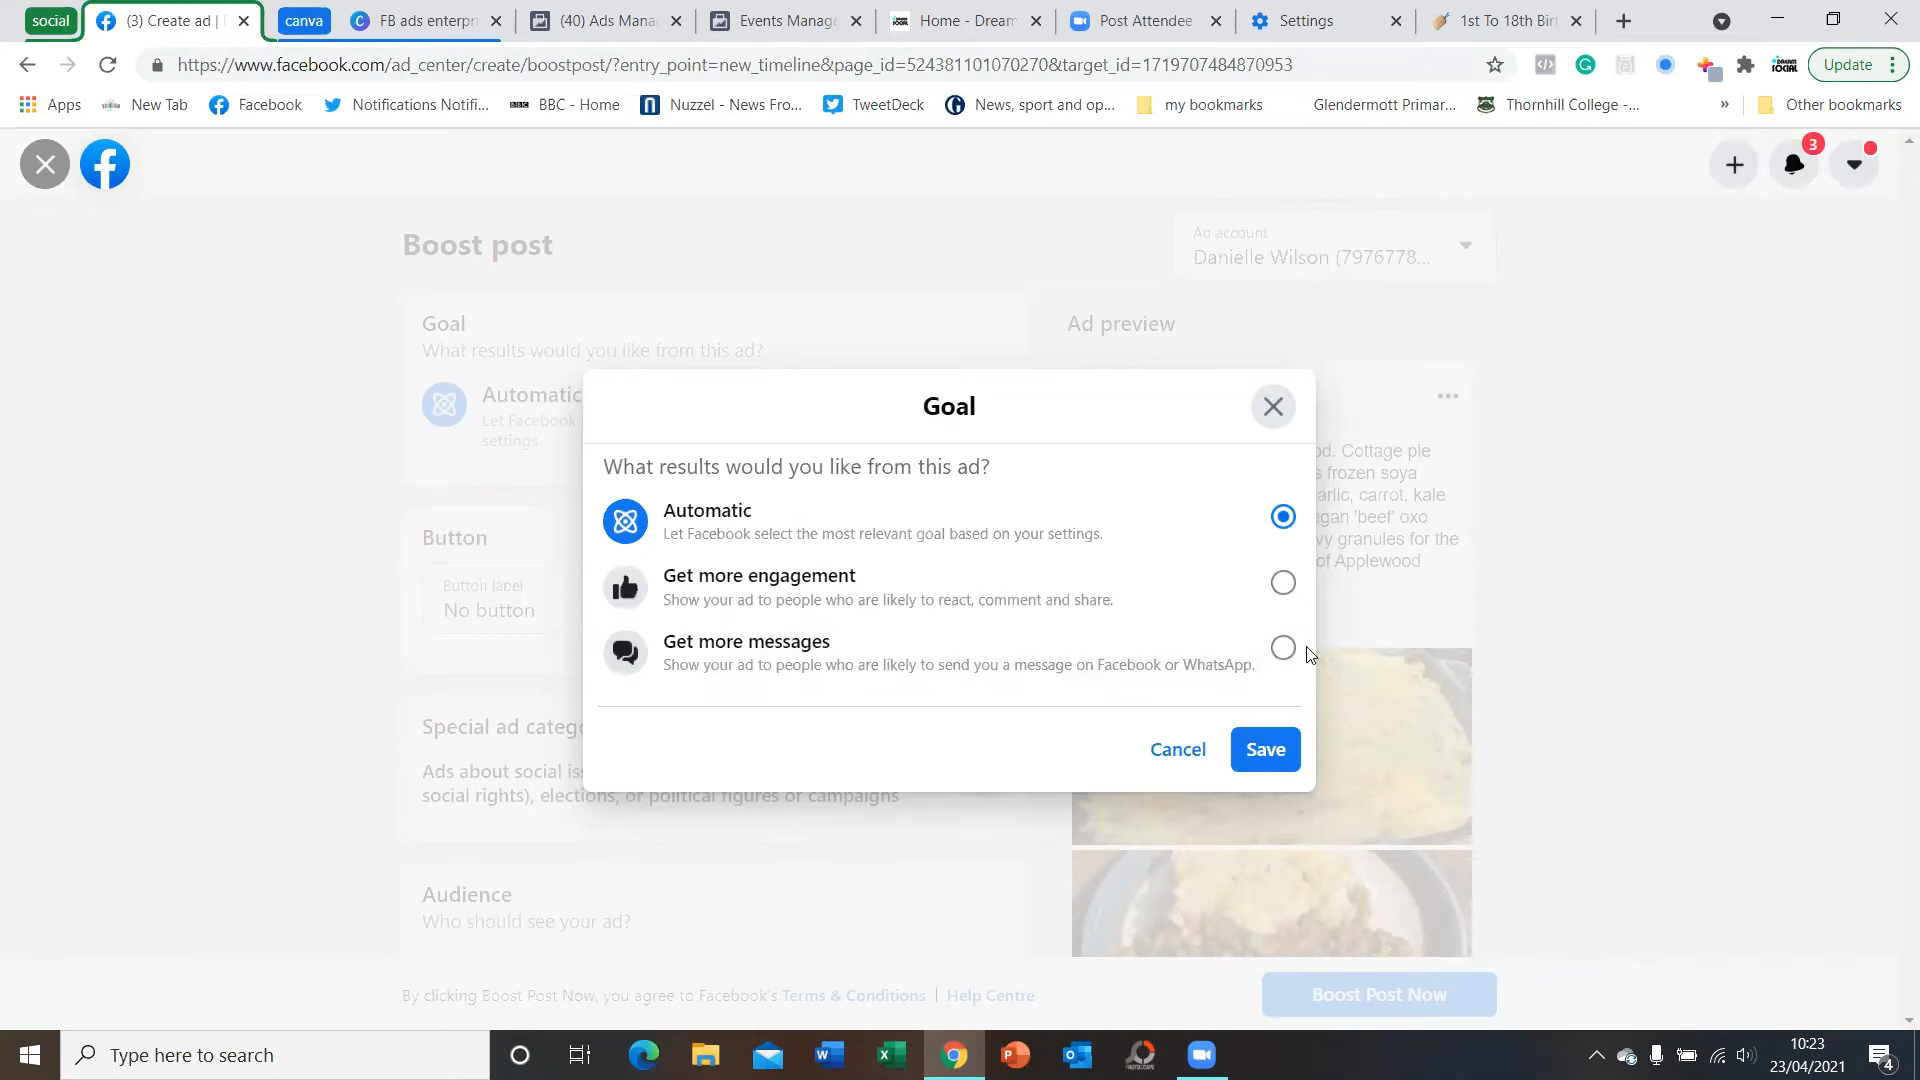 social
(3) Create ad | F
canva
FB ads enterpri
(40) Ads Mana
Events Manage
Home - Dream
Post Attendee
Settings
1st To 18th Birt
https://www.facebook.com/ad_center/create/boostpost/?entry_point=new_timeline&page_id=524381101070270&target_id=1719707484870953
Update
Apps
New Tab
Facebook
Notifications Notifi...
BBC - Home
Nuzzel - News Fro...
TweetDeck
News, sport and op...
my bookmarks
Glendermott Primar...
Thornhill College -...
»
Other bookmarks
3
Boost post
Ad account
Danielle Wilson (7976778...
Goal
What results would you like from this ad?
Automatic
Let Facebook
settings.
Ad preview
Goal
What results would you like from this ad?
Automatic
Let Facebook select the most relevant goal based on your settings.
Get more engagement
Show your ad to people who are likely to react, comment and share.
Get more messages
Show your ad to people who are likely to send you a message on Facebook or WhatsApp.
Cancel
Save
od. Cottage pie
s frozen soya
arlic, carrot, kale
gan 'beef' oxo
vy granules for the
of Applewood
Button
Button label
No button
Special ad catego
Ads about social is
social rights), elections, or political figures or campaigns
Audience
Who should see your ad?
By clicking Boost Post Now, you agree to Facebook's Terms & Conditions | Help Centre
Boost Post Now
Type here to search
10:23
23/04/2021
4